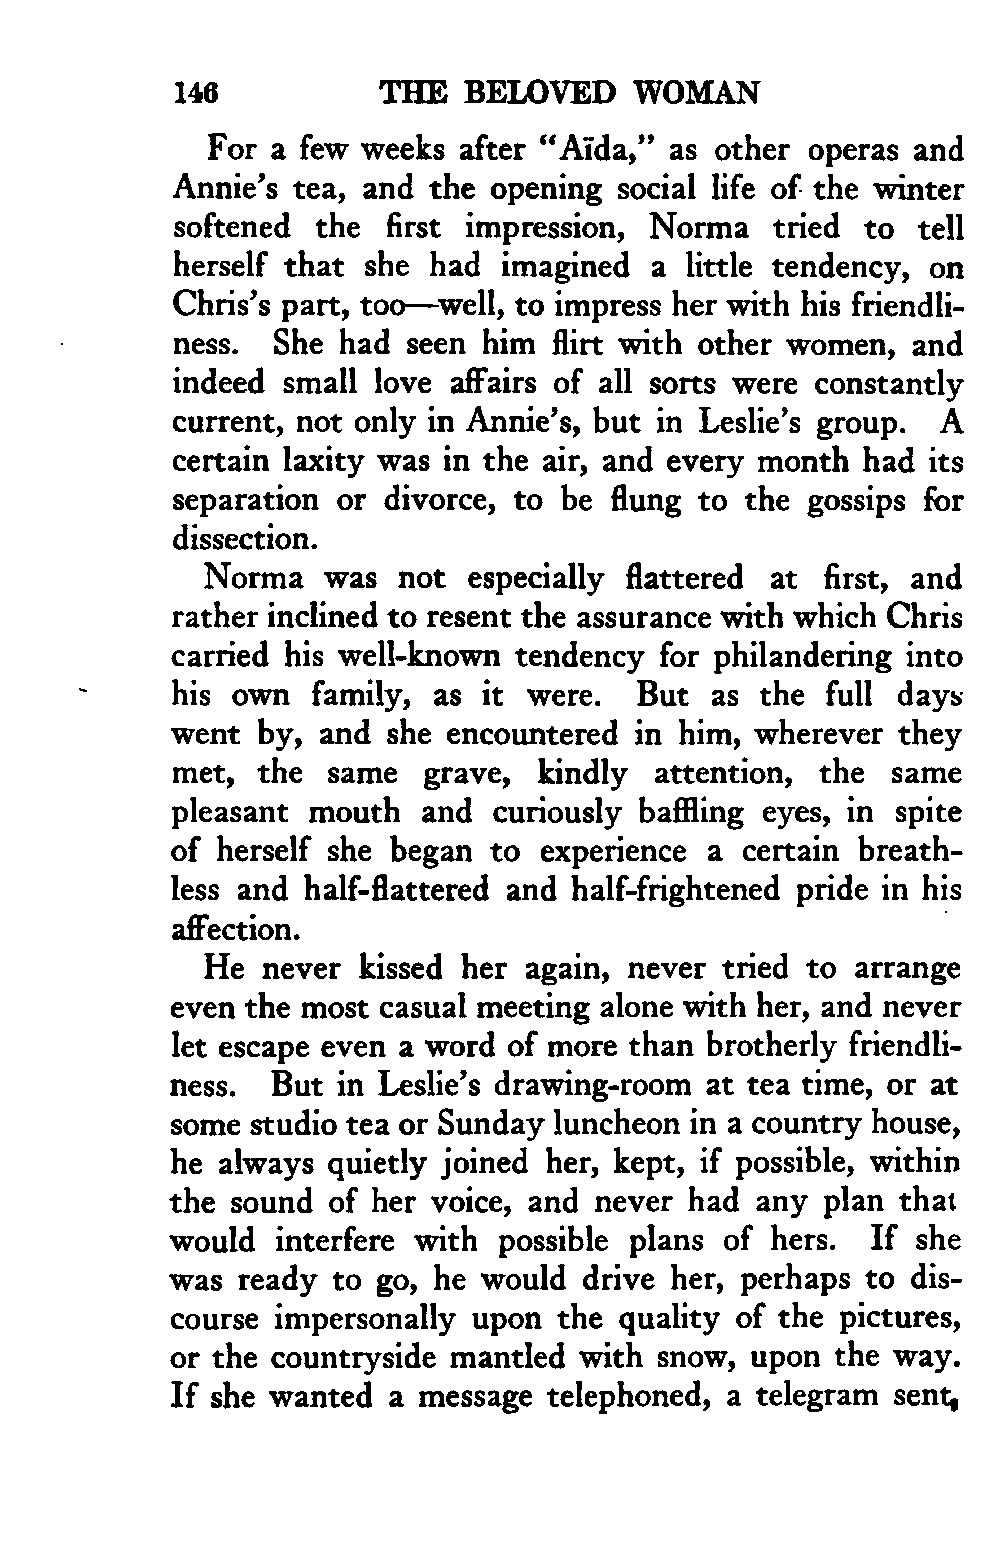 146 THE BELOVED WOMAN
For a few weeks after “Aïda,” as other operas and
Annie’s tea, and the opening social life of the winter
softened the first impression, Norma tried to tell
herself that she had imagined a little tendency, on
Chris’s part, too—well, to impress her with his friendli-
ness. She had seen him flirt with other women, and
indeed small love affairs of all sorts were constantly
current, not only in Annie’s, but in Leslie’s group. A
certain laxity was in the air, and every month had its
separation or divorce, to be flung to the gossips for
dissection.
Norma was not especially flattered at first, and
rather inclined to resent the assurance with which Chris
carried his well-known tendency for philandering into
his own family, as it were. But as the full days
went by, and she encountered in him, wherever they
met, the same grave, kindly attention, the same
pleasant mouth and curiously baffling eyes, in spite
of herself she began to experience a certain breath-
less and half-flattered and half-frightened pride in his
affection.
He never kissed her again, never tried to arrange
even the most casual meeting alone with her, and never
let escape even a word of more than brotherly friendli-
ness. But in Leslie’s drawing-room at tea time, or at
some studio tea or Sunday luncheon in a country house,
he always quietly joined her, kept, if possible, within
the sound of her voice, and never had any plan that
would interfere with possible plans of hers. If she
was ready to go, he would drive her, perhaps to dis-
course impersonally upon the quality of the pictures,
or the countryside mantled with snow, upon the way.
If she wanted a message telephoned, a telegram sent,